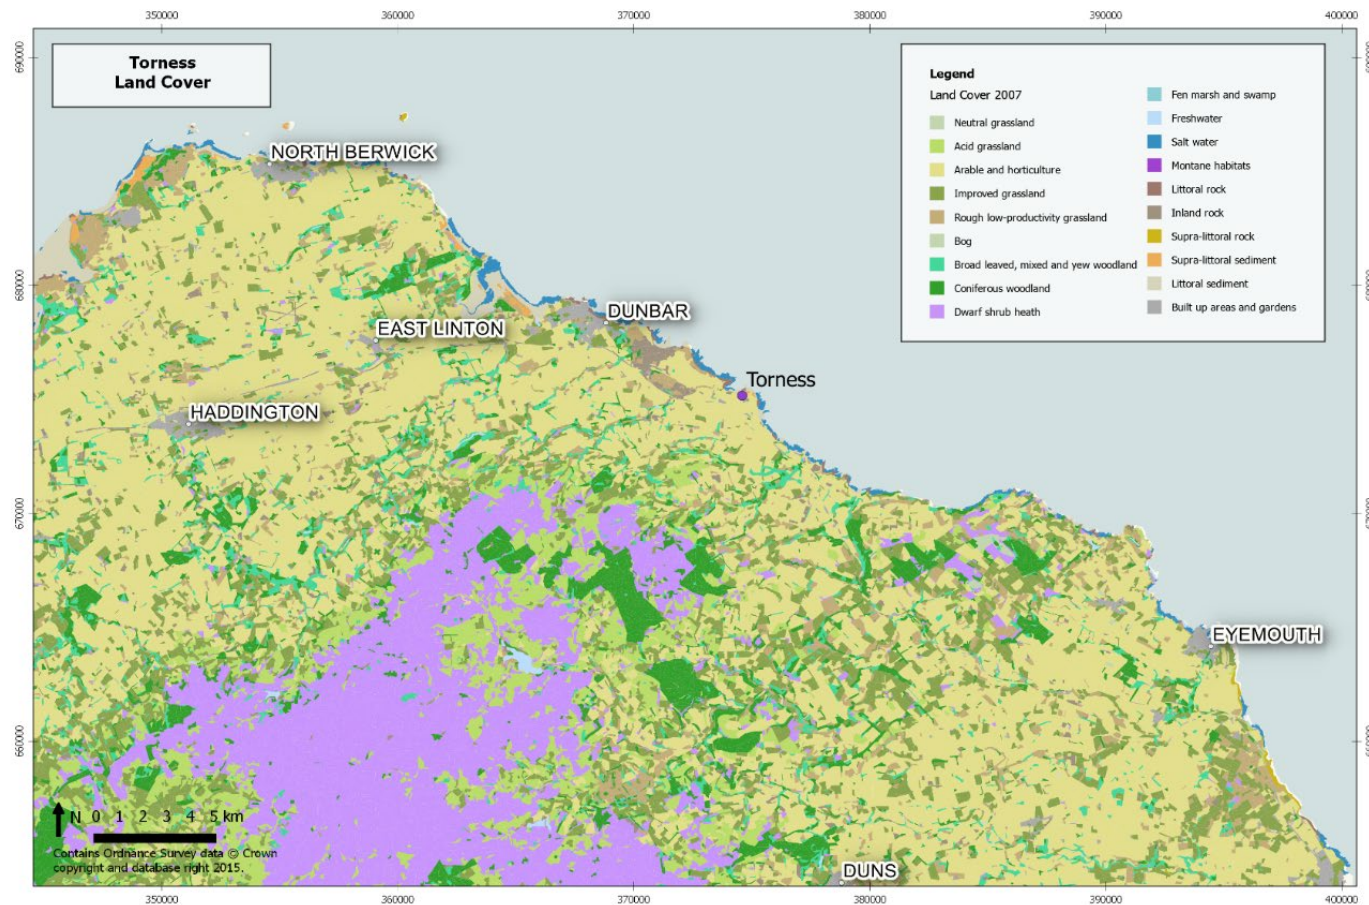 350000 360000 370000 380000 390000 400000
690000
Torness
Land Cover
Legend
Land Cover 2007
Neutral grassland
Acid grassland
Arable and horticulture
Improved grassland
Rough low-productivity grassland
Bog
Broad leaved, mixed and yew woodland
Coniferous woodland
Dwarf shrub heath
Fen marsh and swamp
Freshwater
Salt water
Montane habitats
Littoral rock
Inland rock
Supra-littoral rock
Supra-littoral sediment
Littoral sediment
Built up areas and gardens
NORTH BERWICK
680000
DUNBAR
EAST LINTON
Torness
HADDINGTON
670000
EYEMOUTH
660000
N 0 1 2 3 4 5 km
Contains Ordnance Survey data © Crown
copyright and database right 2015.
DUNS
350000 360000 370000 380000 390000 400000